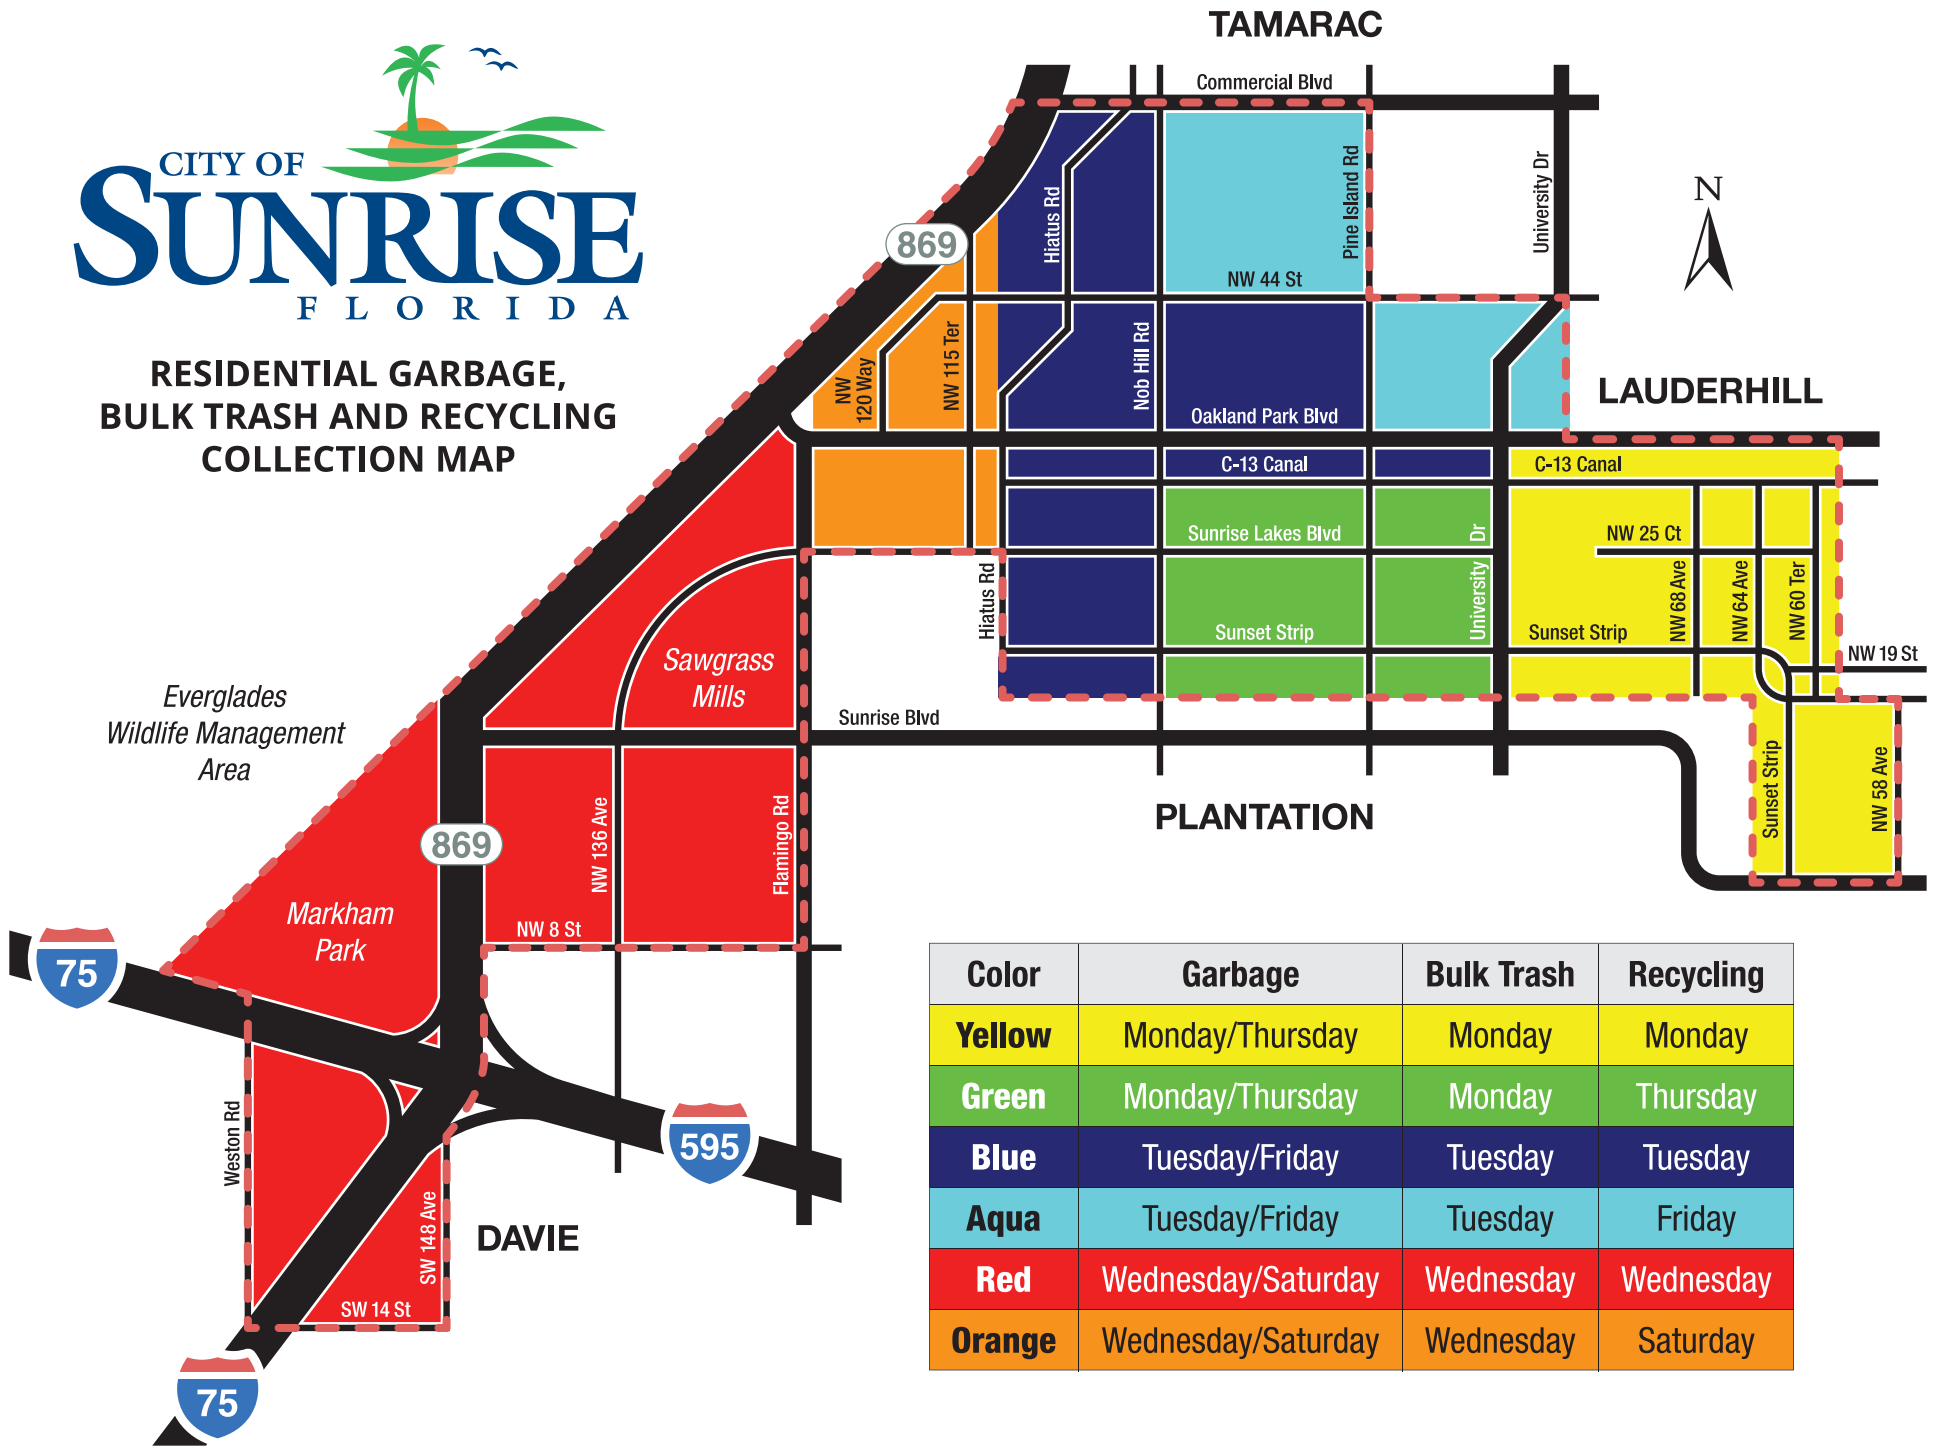 CITY OF
SUNRISE
FLORIDA
RESIDENTIAL GARBAGE,
BULK TRASH AND RECYCLING
COLLECTION MAP
TAMARAC
Commercial Blvd
Hiatus Rd
Pine Island Rd
University Dr
N
869
NW 44 St
NW
120 Way
NW 115 Ter
Nob Hill Rd
Oakland Park Blvd
LAUDERHILL
C-13 Canal
C-13 Canal
Sunrise Lakes Blvd
University Dr
NW 25 Ct
Hiatus Rd
Sunset Strip
Sunset Strip
NW 68 Ave
NW 64 Ave
NW 60 Ter
NW 19 St
Sawgrass
Mills
Everglades
Wildlife Management
Area
Sunrise Blvd
Sunset Strip
NW 58 Ave
PLANTATION
869
NW 136 Ave
Flamingo Rd
Markham
Park
NW 8 St
75
595
Weston Rd
SW 148 Ave
DAVIE
SW 14 St
75
Color Garbage Bulk Trash Recycling
Yellow Monday/Thursday Monday Monday
Green Monday/Thursday Monday Thursday
Blue Tuesday/Friday Tuesday Tuesday
Aqua Tuesday/Friday Tuesday Friday
Red Wednesday/Saturday Wednesday Wednesday
Orange Wednesday/Saturday Wednesday Saturday